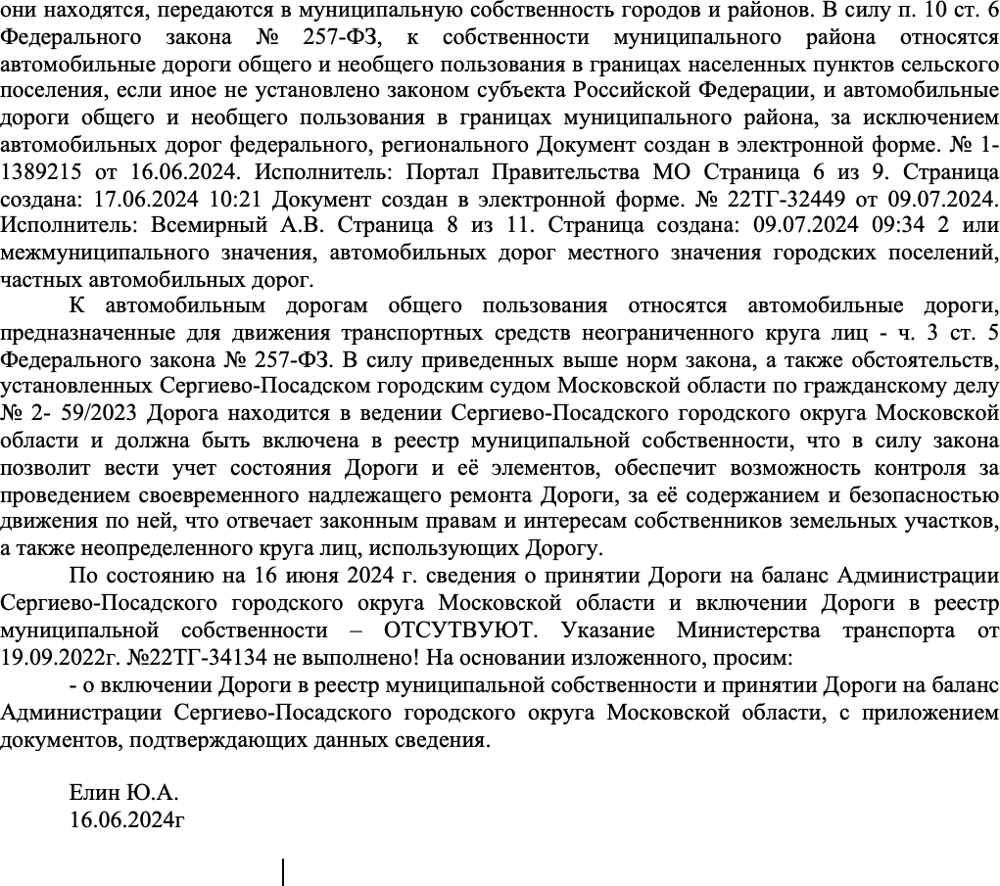 они находятся, передаются в муниципальную собственность городов и районов. В силу п. 10 ст. 6
Федерального закона № 257-ФЗ, к собственности муниципального района относятся
автомобильные дороги общего и необщего пользования в границах населенных пунктов сельского
поселения, если иное не установлено законом субъекта Российской Федерации, и автомобильные
дороги общего и необщего пользования в границах муниципального района, за исключением
автомобильных дорог федерального, регионального Документ создан в электронной форме. № 1-
1389215 от 16.06.2024. Исполнитель: Портал Правительства МО Страница 6 из 9. Страница
создана: 17.06.2024 10:21 Документ создан в электронной форме. № 22ТГ-32449 от 09.07.2024.
Исполнитель: Всемирный А.В. Страница 8 из 11. Страница создана: 09.07.2024 09:34 2 или
межмуниципального значения, автомобильных дорог местного значения городских поселений,
частных автомобильных дорог.
К автомобильным дорогам общего пользования относятся автомобильные дороги,
предназначенные для движения транспортных средств неограниченного круга лиц - ч. 3 ст. 5
Федерального закона № 257-ФЗ. В силу приведенных выше норм закона, а также обстоятельств,
установленных Сергиево-Посадском городским судом Московской области по гражданскому делу
№ 2- 59/2023 Дорога находится в ведении Сергиево-Посадского городского округа Московской
области и должна быть включена в реестр муниципальной собственности, что в силу закона
позволит вести учет состояния Дороги и её элементов, обеспечит возможность контроля за
проведением своевременного надлежащего ремонта Дороги, за её содержанием и безопасностью
движения по ней, что отвечает законным правам и интересам собственников земельных участков,
а также неопределенного круга лиц, использующих Дорогу.
По состоянию на 16 июня 2024 г. сведения о принятии Дороги на баланс Администрации
Сергиево-Посадского городского округа Московской области и включении Дороги в реестр
муниципальной собственности – ОТСУТВУЮТ. Указание Министерства транспорта от
19.09.2022г. №22ТГ-34134 не выполнено! На основании изложенного, просим:
- о включении Дороги в реестр муниципальной собственности и принятии Дороги на баланс
Администрации Сергиево-Посадского городского округа Московской области, с приложением
документов, подтверждающих данных сведения.
Елин Ю.А.
16.06.2024г